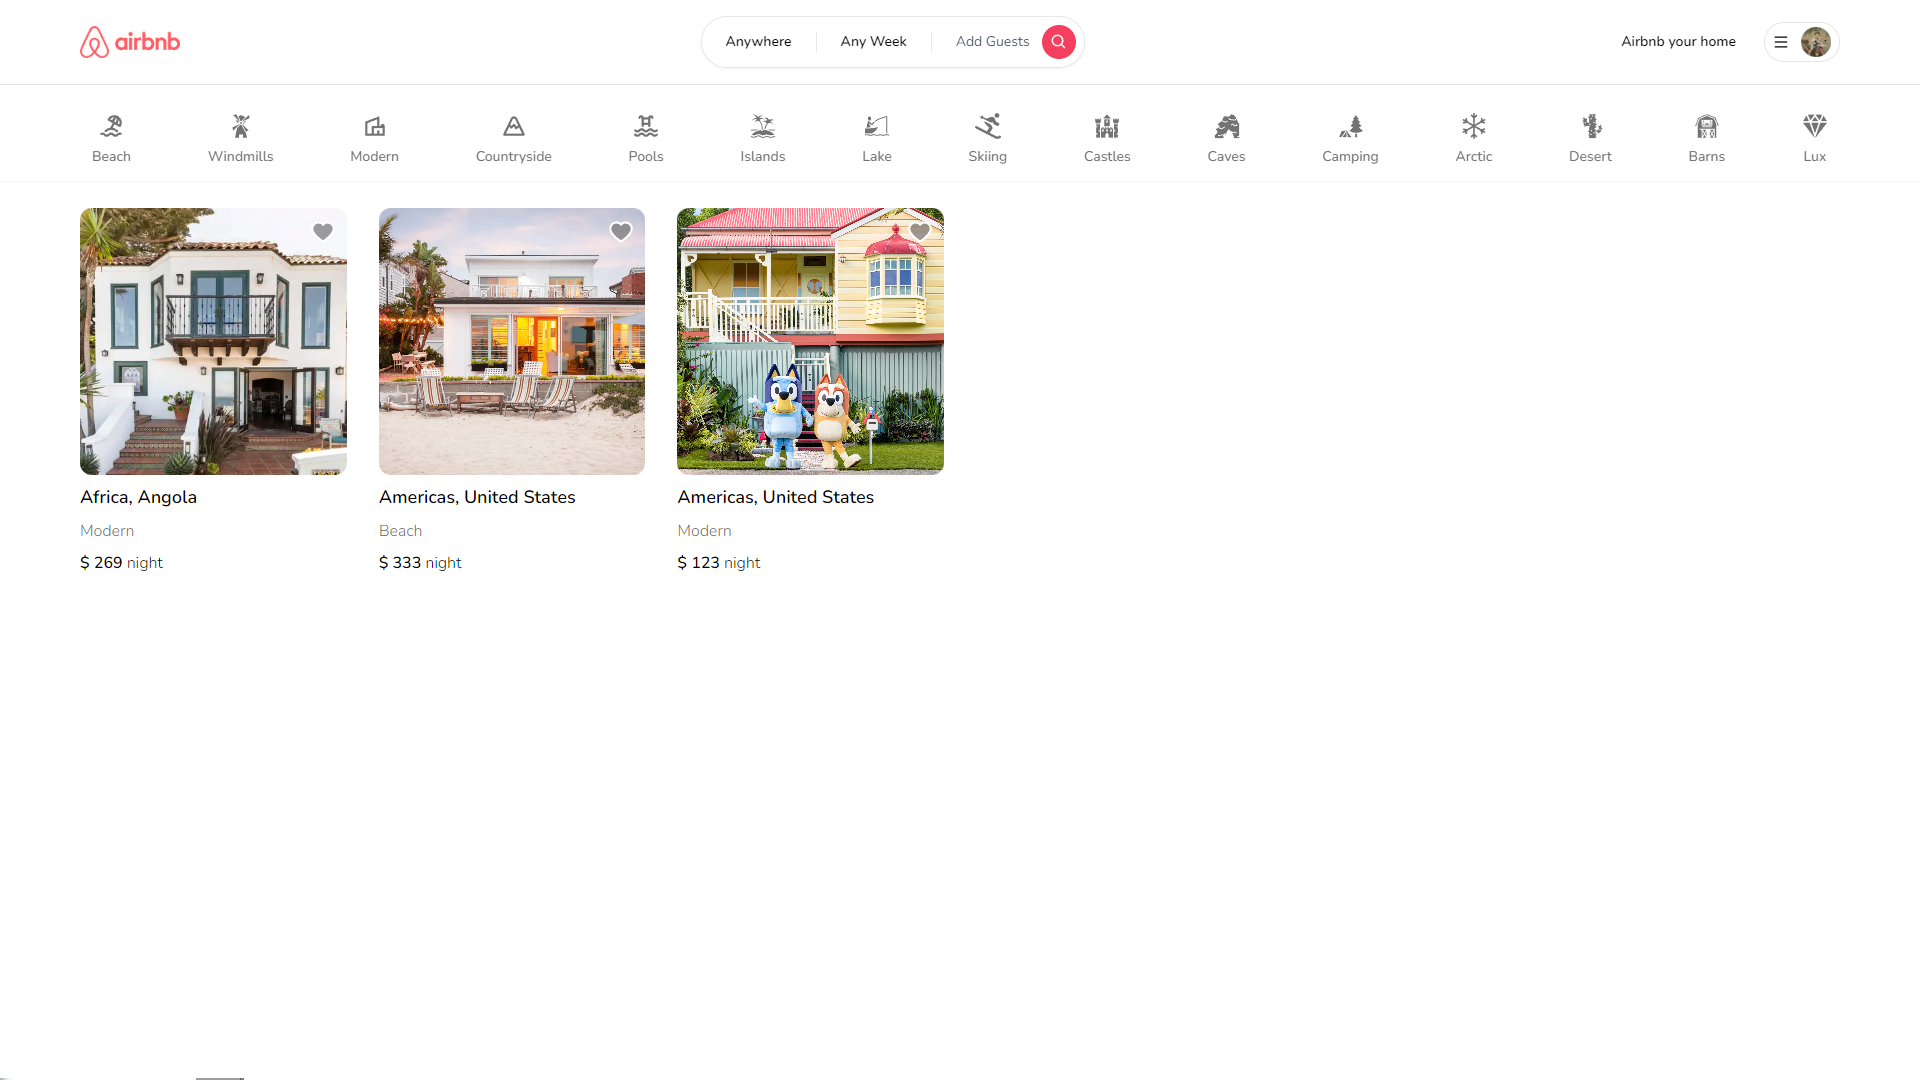 airbnb
Anywhere
Any Week
Add Guests
Airbnb your home
Beach
Windmills
Modern
Countryside
Pools
Islands
Lake
Skiing
Castles
Caves
Camping
Arctic
Desert
Barns
Lux
Africa, Angola
Modern
$ 269 night
Americas, United States
Beach
$ 333 night
Americas, United States
Modern
$ 123 night